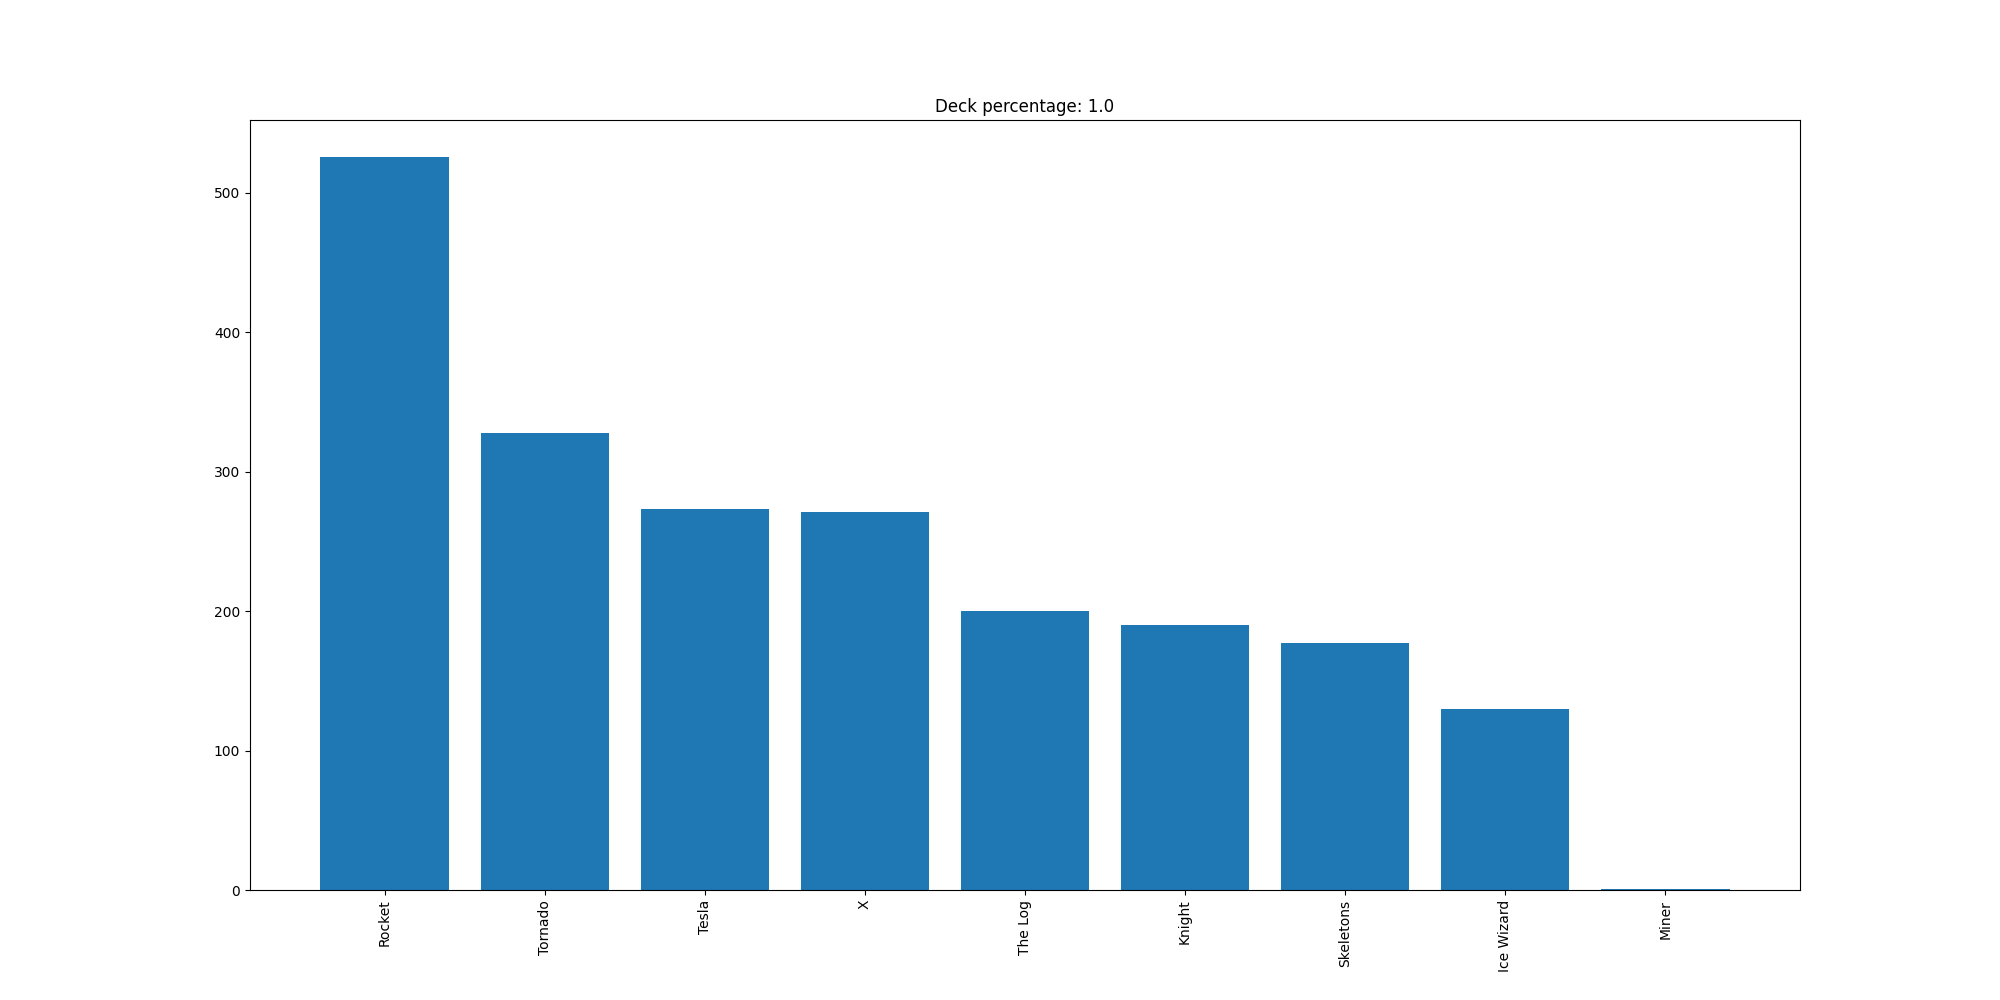 Deck percentage: 1.0
500
400
300
200
100
0
Rocket
Tornado
Tesla
X
The Log
Knight
Skeletons
Ice Wizard
Miner